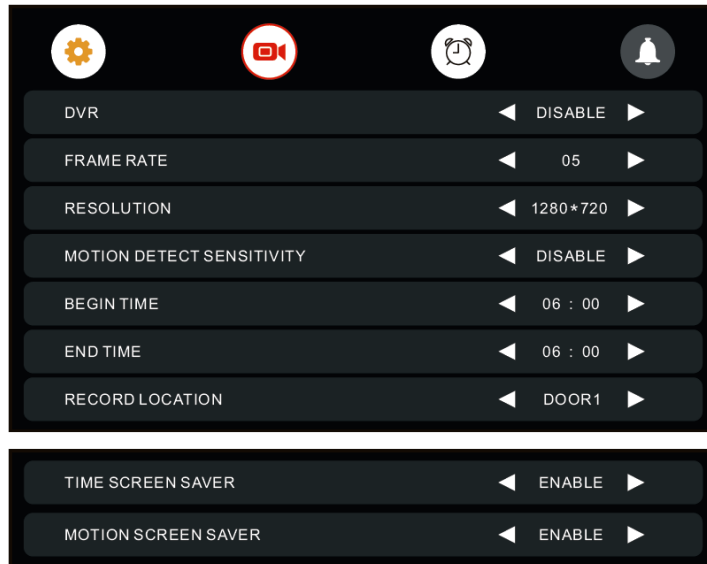 DVR DISABLE
FRAME RATE 05
RESOLUTION 1280*720
MOTION DETECT SENSITIVITY DISABLE
BEGIN TIME 06 : 00
END TIME 06 : 00
RECORD LOCATION DOOR1
TIME SCREEN SAVER ENABLE
MOTION SCREEN SAVER ENABLE